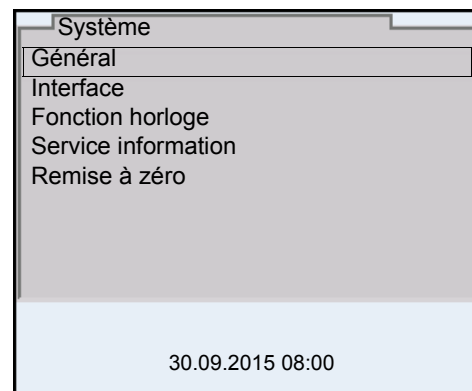 Système
Général
Interface
Fonction horloge
Service information
Remise à zéro
30.09.2015 08:00